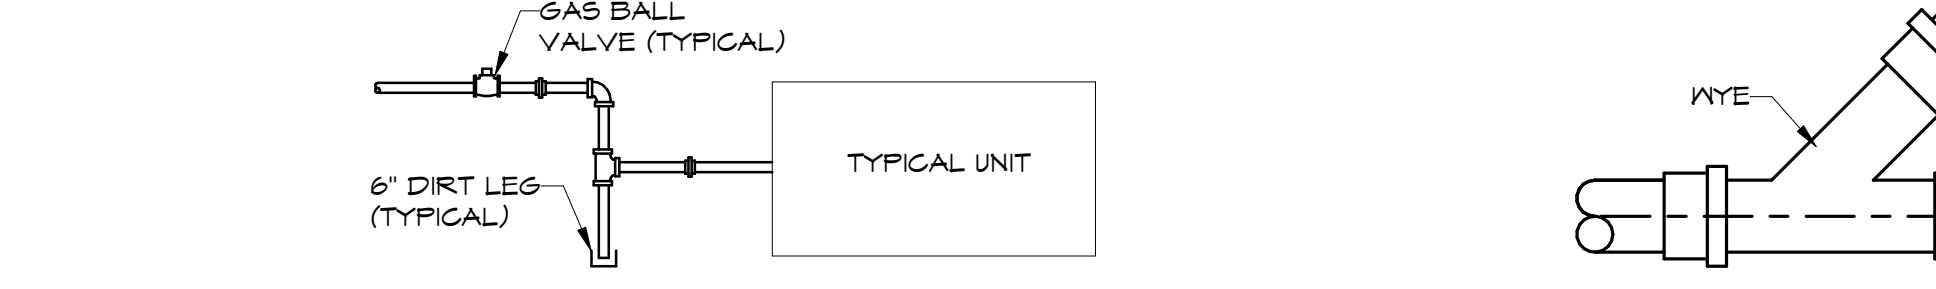 GAS BALL
VALVE (TYPICAL)
WYE
TYPICAL UNIT
6" DIRT LEG
(TYPICAL)